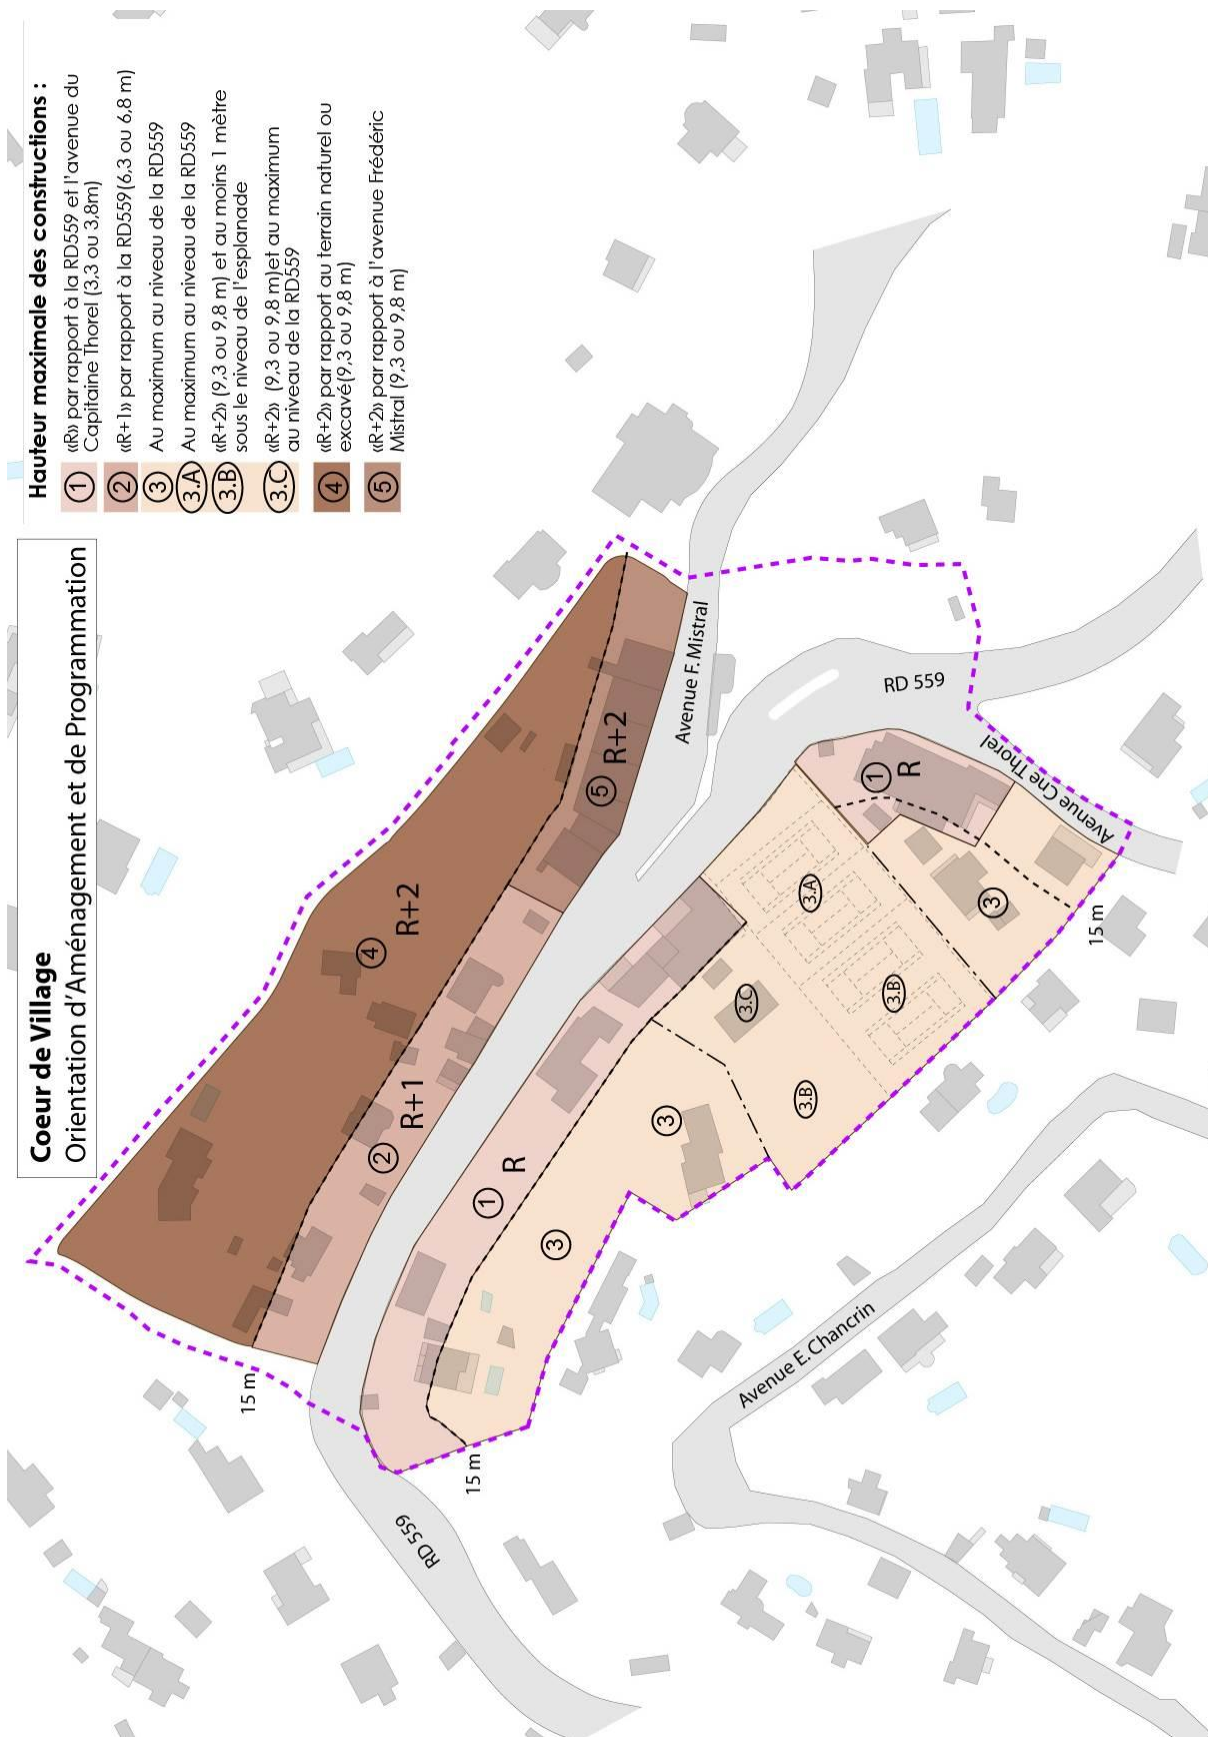 Coeur de Village
Orientation d'Aménagement et de Programmation
Hauteur maximale des constructions :
1 «R» par rapport à la RD559 et l'avenue du
Capitaine Thorel (3,3 ou 3,8m)
2 «R+1» par rapport à la RD559(6,3 ou 6,8 m)
3 Au maximum au niveau de la RD559
3.A Au maximum au niveau de la RD559
3.B «R+2» (9,3 ou 9,8 m) et au moins 1 mètre
sous le niveau de l'esplanade
3.C «R+2» (9,3 ou 9,8 m)et au maximum
au niveau de la RD559
4 «R+2» par rapport au terrain naturel ou
excavé(9,3 ou 9,8 m)
5 «R+2» par rapport à l'avenue Frédéric
Mistral (9,3 ou 9,8 m)
15 m
4
R+2
2
R+1
5
R+2
Avenue F. Mistral
RD 559
1
R
Avenue Cne Thorel
1
R
3
3
3.C
3.A
3.B
3.B
3
15 m
15 m
RD 559
Avenue E. Chancrin